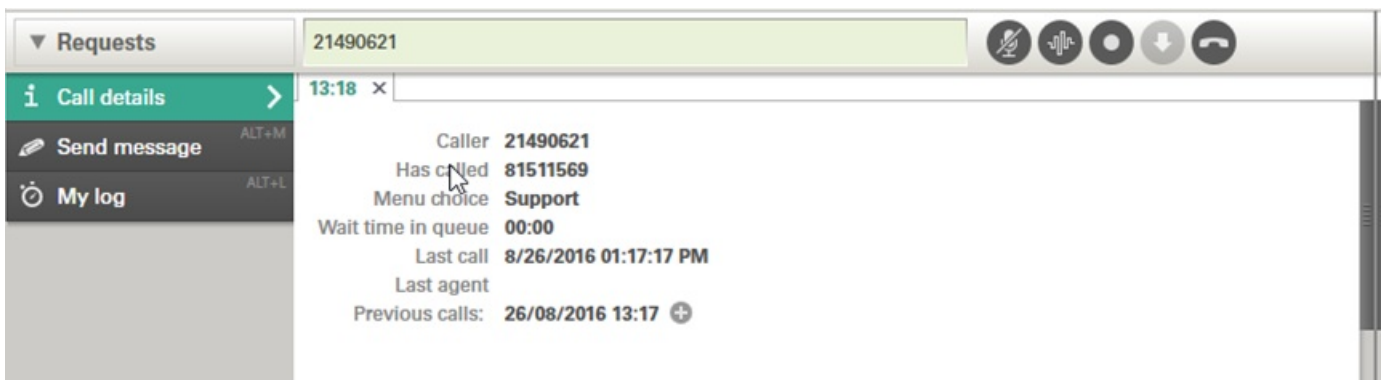 Requests
21490621
Call details
13:18
Send message ALT+M
My log ALT+L
Caller 21490621
Has called 81511569
Menu choice Support
Wait time in queue 00:00
Last call 8/26/2016 01:17:17 PM
Last agent
Previous calls: 26/08/2016 13:17